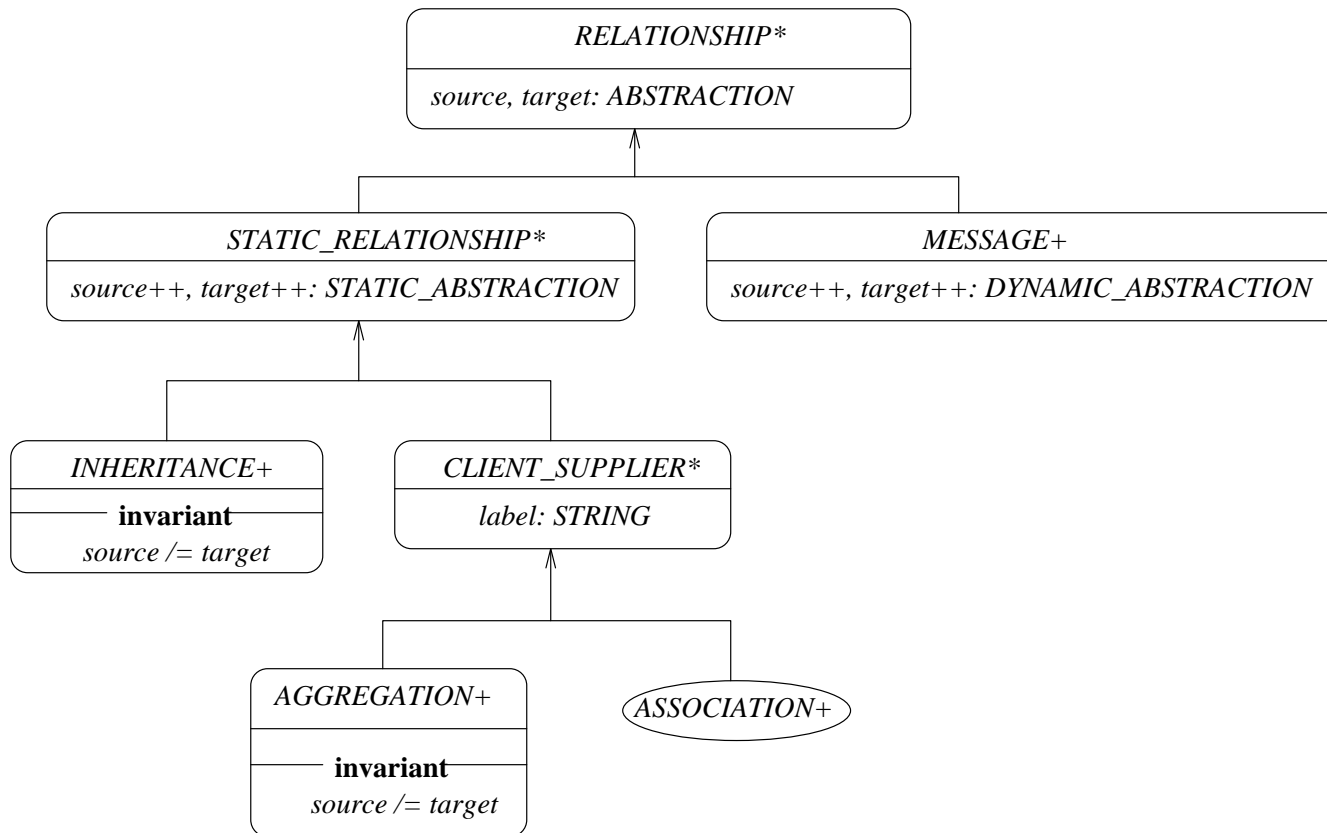 RELATIONSHIP*
source, target: ABSTRACTION
STATIC_RELATIONSHIP*
source++, target++: STATIC_ABSTRACTION
MESSAGE+
source++, target++: DYNAMIC_ABSTRACTION
INHERITANCE+
invariant
source /= target
CLIENT_SUPPLIER*
label: STRING
AGGREGATION+
invariant
source /= target
ASSOCIATION+